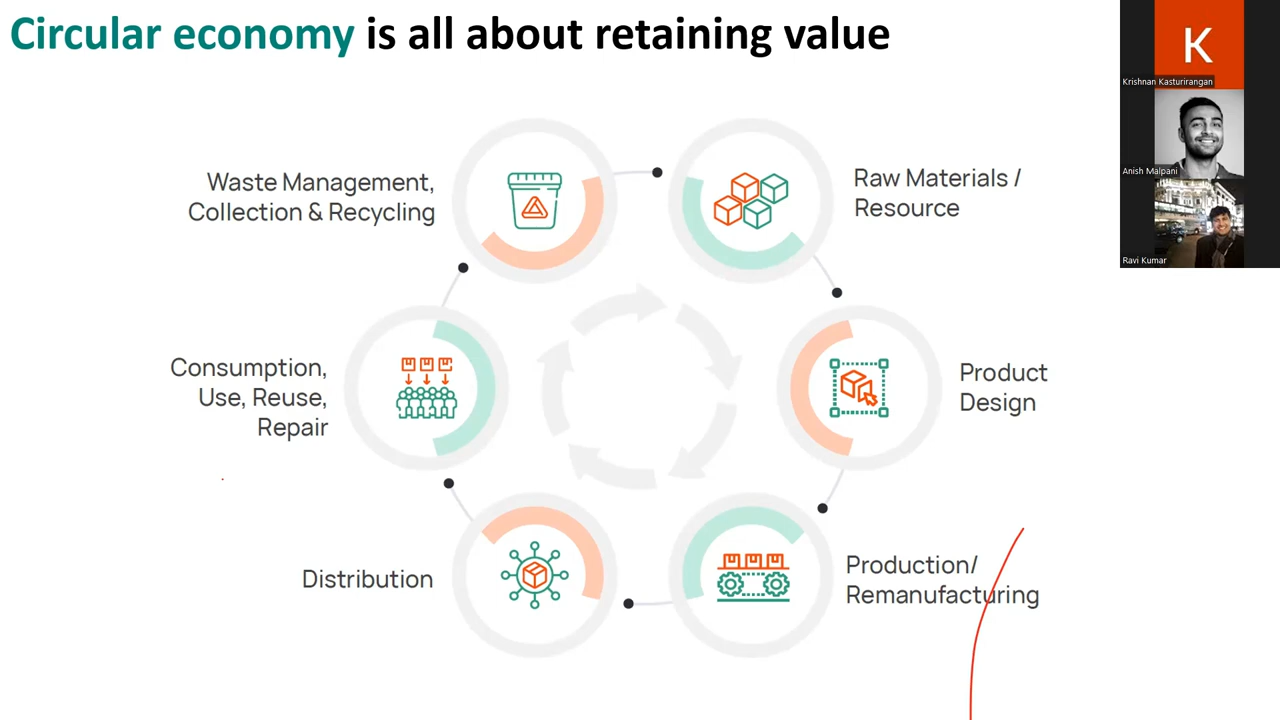 Circular economy is all about retaining value
K
Krishnan Kasturirangan
Anish Malpani
Ravi Kumar
Waste Management,
Collection & Recycling
Raw Materials /
Resource
Consumption,
Use, Reuse,
Repair
Product
Design
Distribution
Production/
Remanufacturing